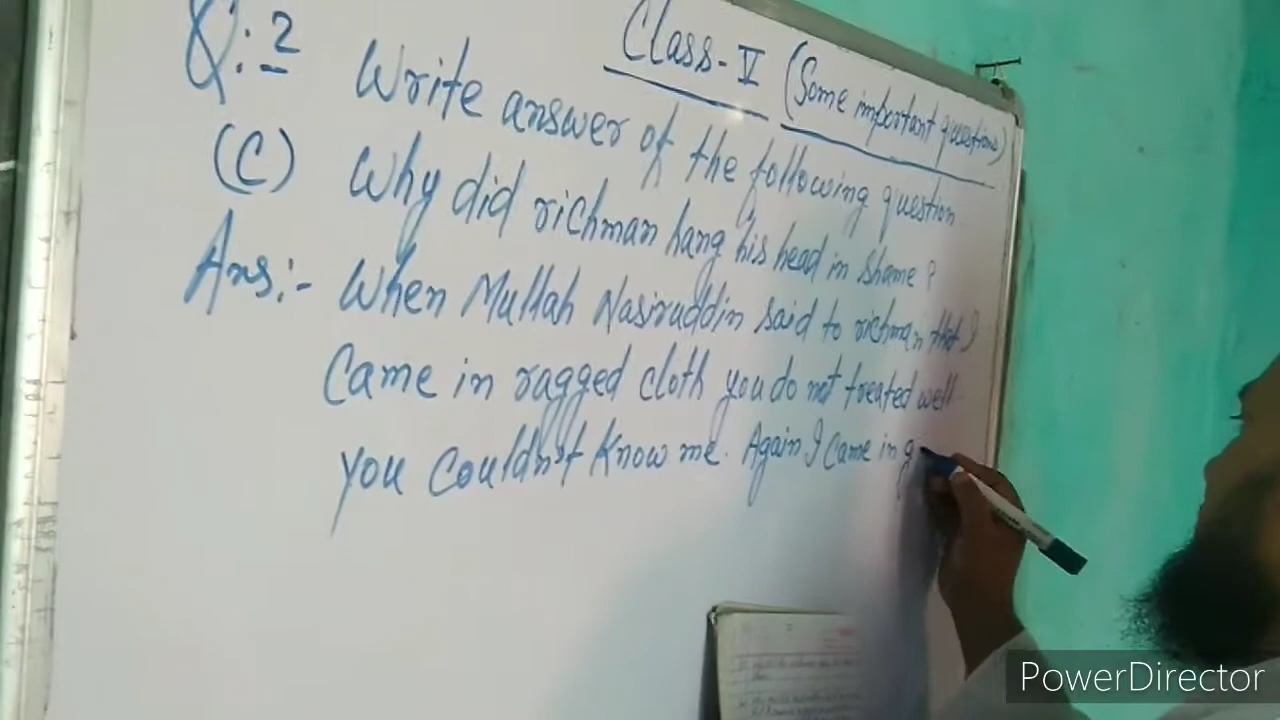 Class-V (Some important questions)
Q:2 Write answer of the following question
(C) Why did richman hang his head in shame?
Ans:- When Mullah Nasiruddin said to richman that I
Came in ragged cloth you do not treated well
you Couldn't Know me. Again I came in g
PowerDirector